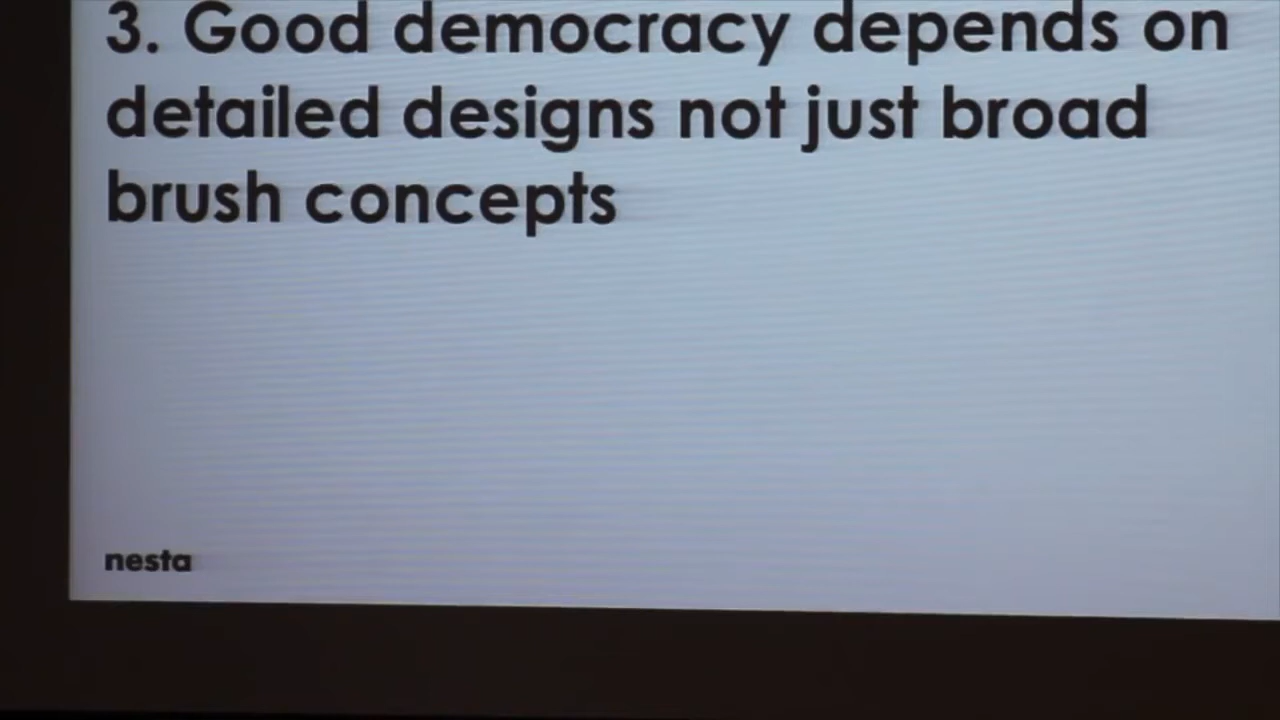 3. Good democracy depends on
detailed designs not just broad
brush concepts
nesta